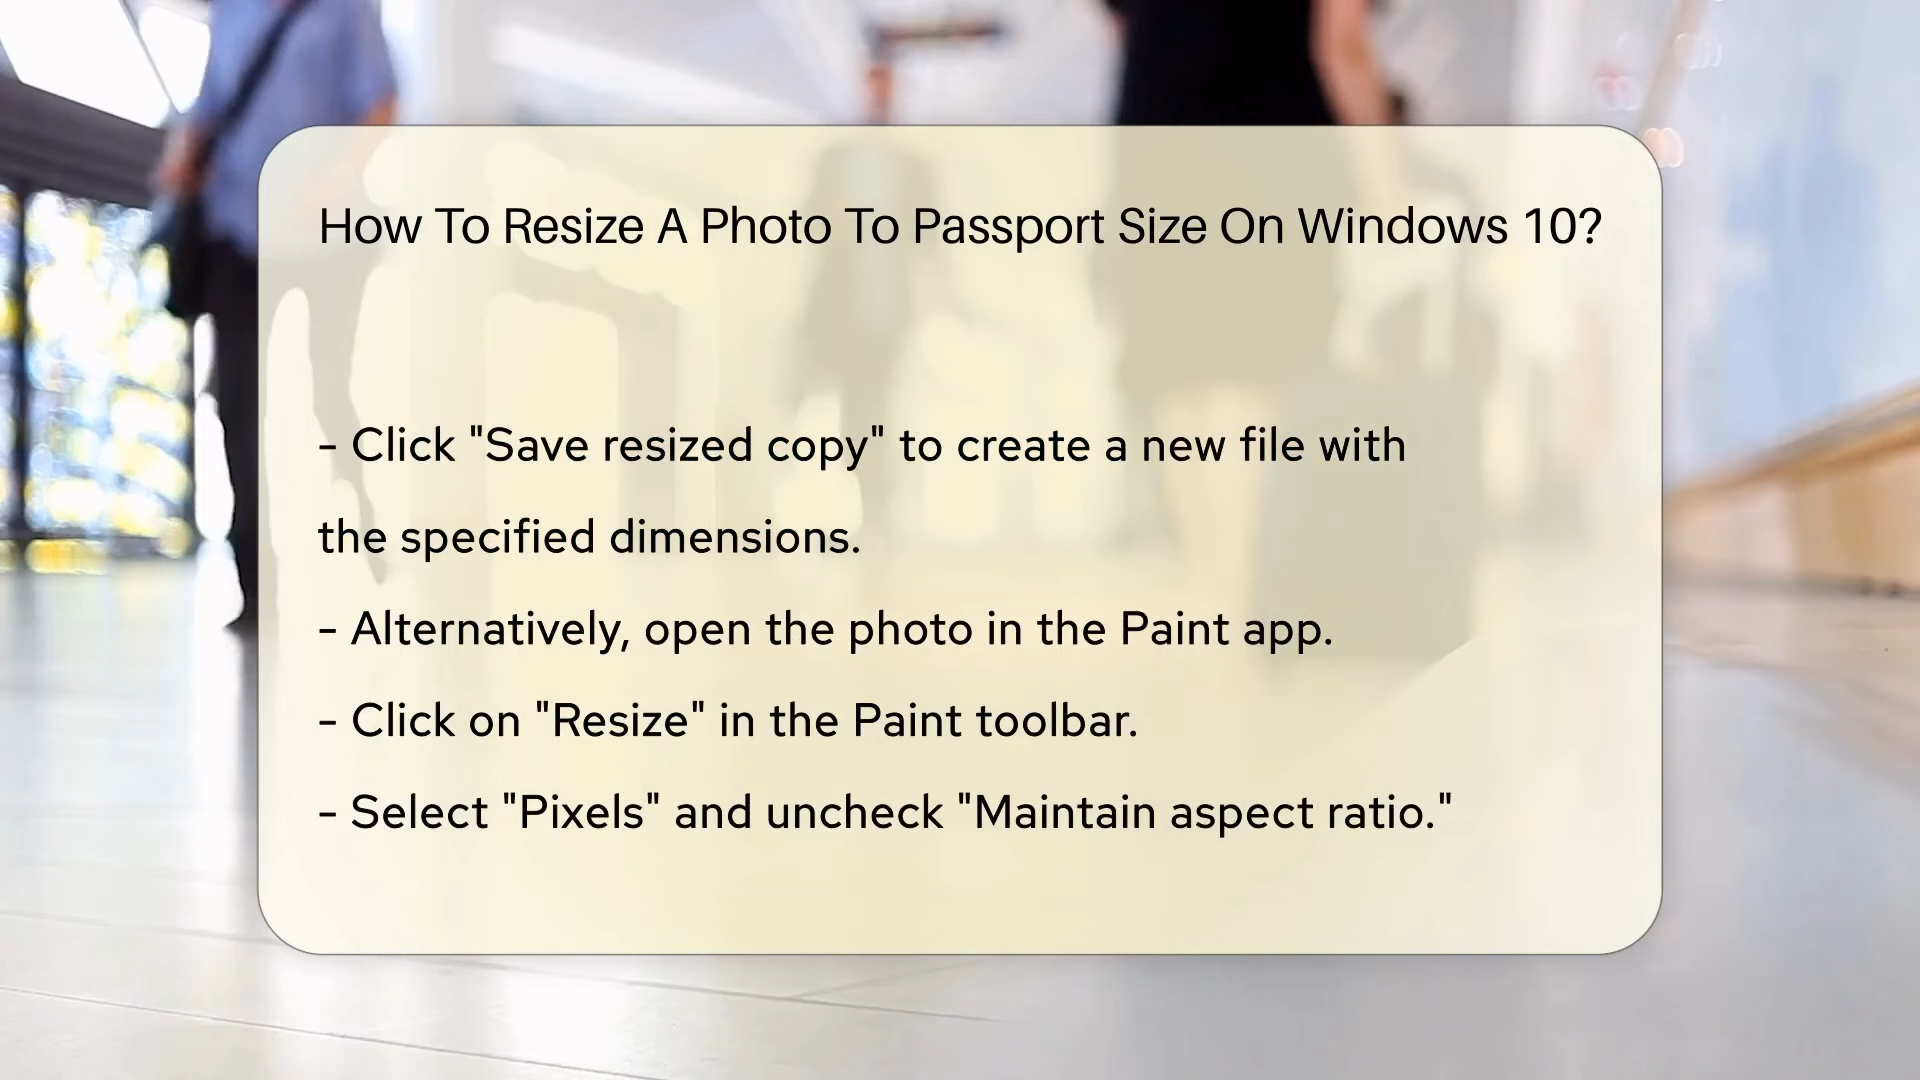 How To Resize A Photo To Passport Size On Windows 10?
- Click "Save resized copy" to create a new file with
the specified dimensions.
- Alternatively, open the photo in the Paint app.
- Click on "Resize" in the Paint toolbar.
- Select "Pixels" and uncheck "Maintain aspect ratio."